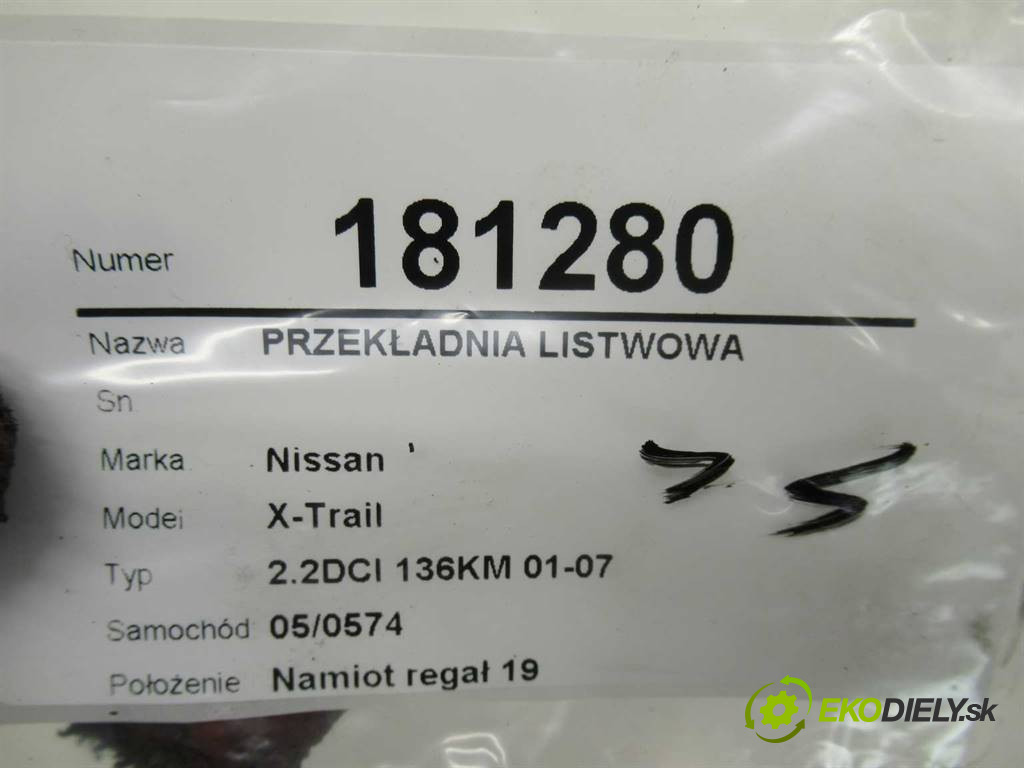 Numer 181280
Nazwa PRZEKŁADNIA LISTWOWA
Sn
Marka Nissan
Model X-Trail
Typ 2.2DCI 136KM 01-07
Samochód 05/0574
Położenie Namiot regał 19
EKODIELY.sk